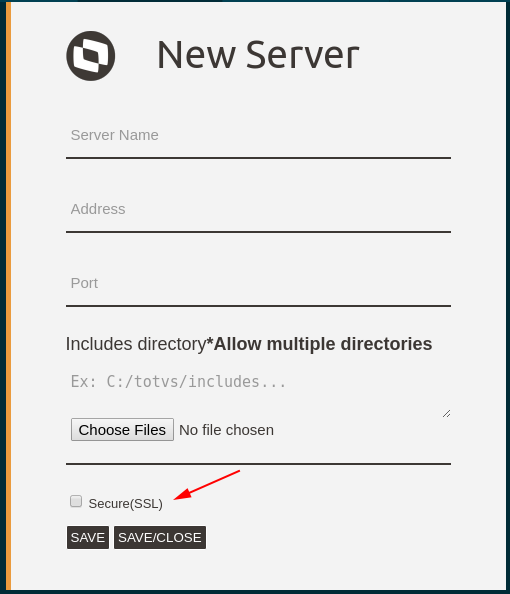 New Server
Server Name
Address
Port
Includes directory*Allow multiple directories
Ex: C:/totvs/includes...
Choose Files No file chosen
Secure(SSL)
SAVE SAVE/CLOSE